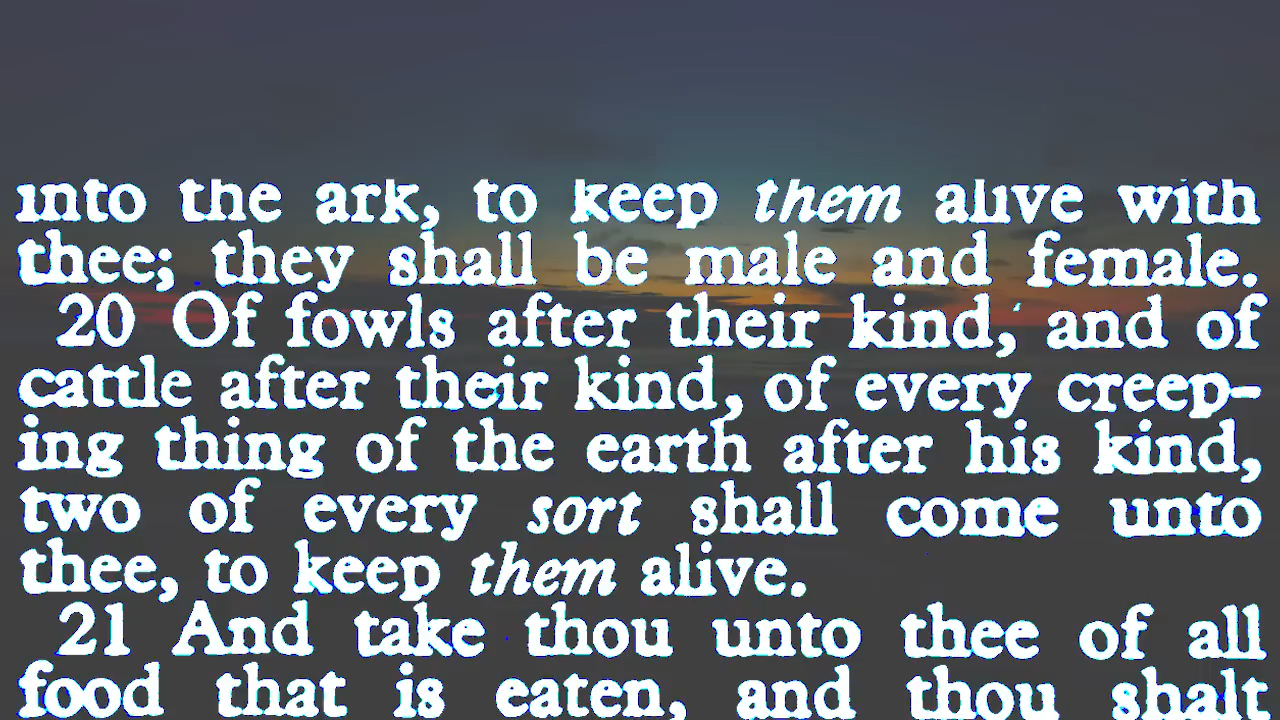 into the ark, to keep them alive with
thee; they shall be male and female.
20 Of fowls after their kind, and of
cattle after their kind, of every creep-
ing thing of the earth after his kind,
two of every sort shall come unto
thee, to keep them alive.
21 And take thou unto thee of all
food that is eaten, and thou shalt